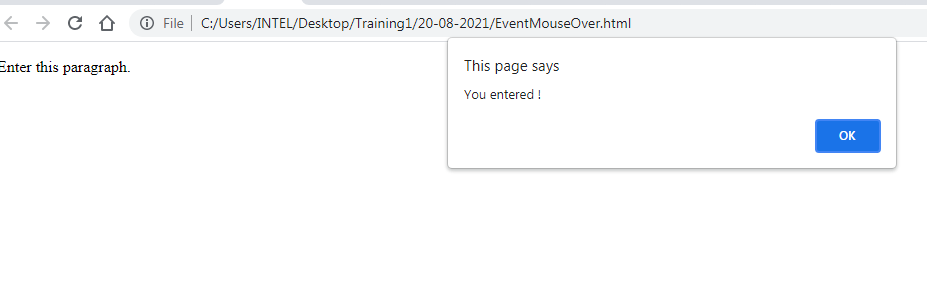 File C:/Users/INTEL/Desktop/Training1/20-08-2021/EventMouseOver.html
This page says
Enter this paragraph.
You entered !
OK